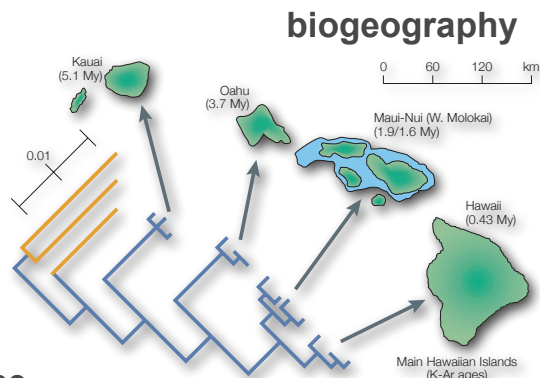 biogeography
Kauai
(5.1 My)
0 60 120 km
Oahu
(3.7 My)
Maui-Nui (W. Molokai)
(1.9/1.6 My)
0.01
Hawaii
(0.43 My)
Main Hawaiian Islands
(K-Ar ages)